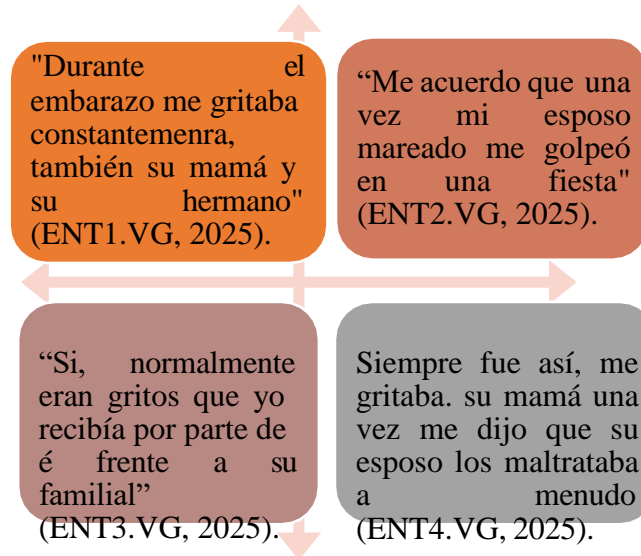 "Durante el
embarazo me gritaba
constantemenra,
también su mamá y
su hermano"
(ENT1.VG, 2025).
“Me acuerdo que una
vez mi esposo
mareado me golpeó
en una fiesta"
(ENT2.VG, 2025).
“Si, normalmente
eran gritos que yo
recibía por parte de
é frente a su
familial”
(ENT3.VG, 2025).
Siempre fue así, me
gritaba. su mamá una
vez me dijo que su
esposo los maltrataba
a menudo
(ENT4.VG, 2025).